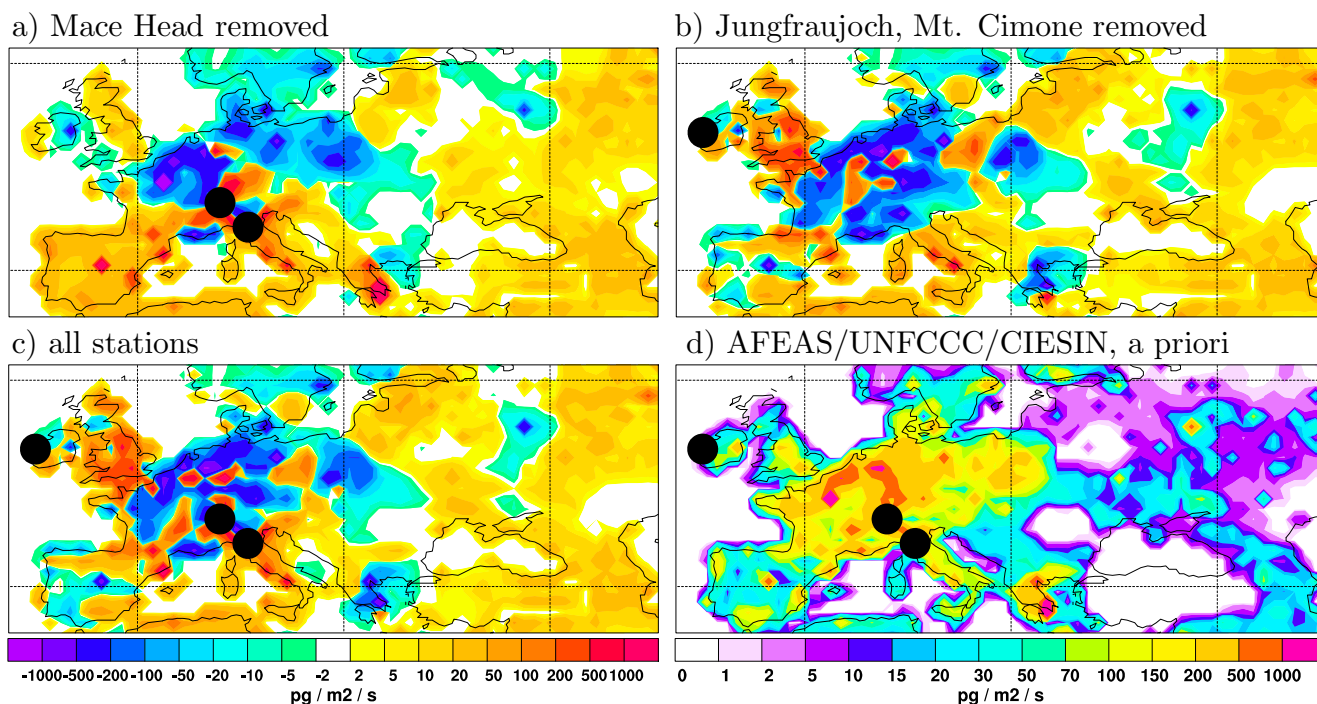 a) Mace Head removed
b) Jungfraujoch, Mt. Cimone removed
c) all stations
d) AFEAS/UNFCCC/CIESIN, a priori
-1000 -500 -200 -100 -50 -20 -10 -5 -2 2 5 10 20 50 100 200 500 1000
pg / m2 / s
0 1 2 5 10 15 20 30 50 70 100 150 200 500 1000
pg / m2 / s